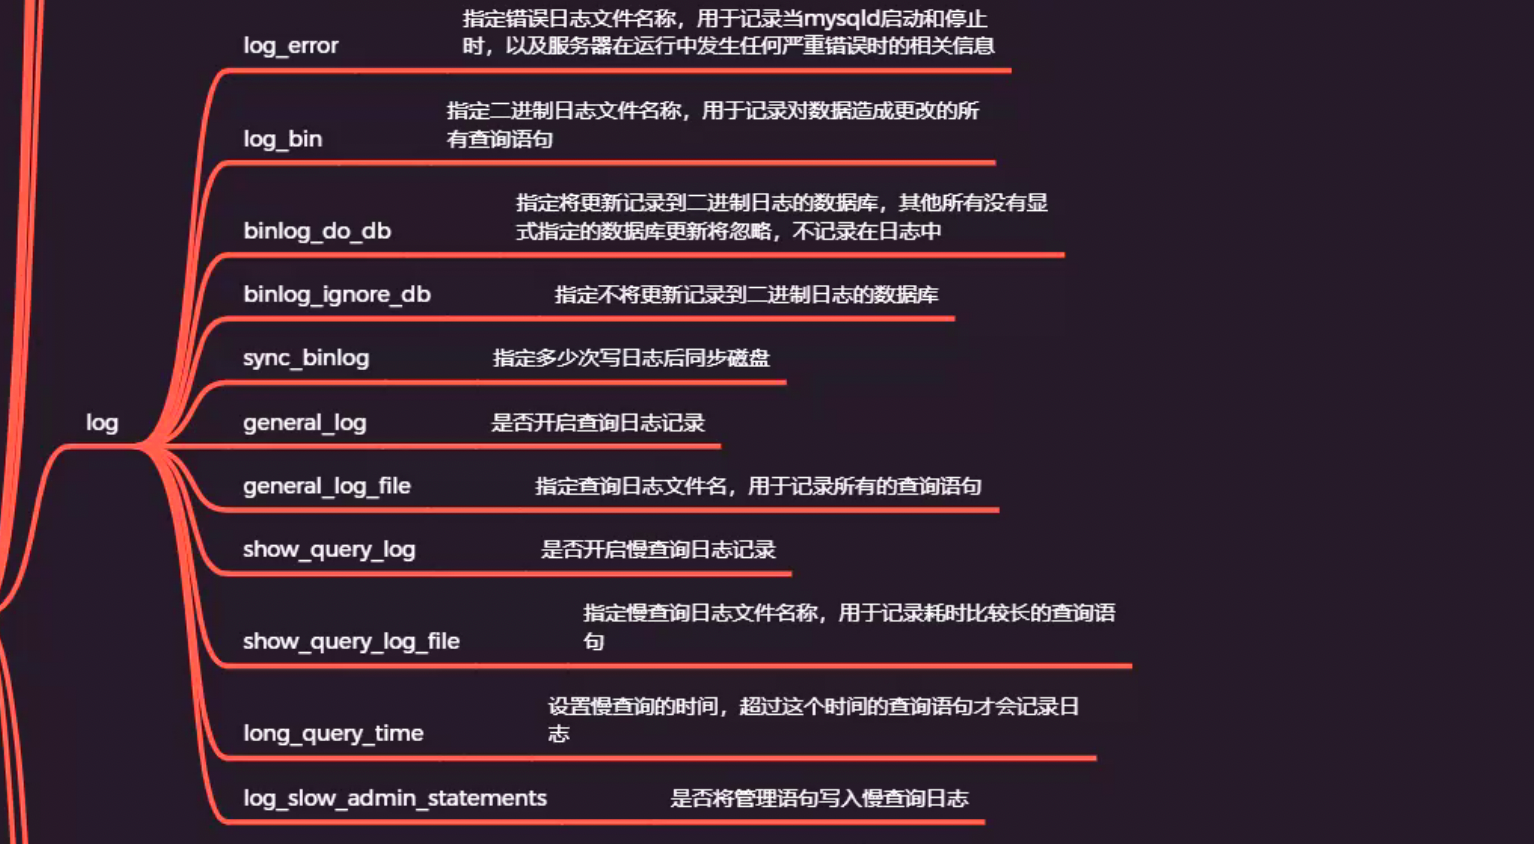 log
log_error
指定错误日志文件名称，用于记录当mysqld启动和停止
时，以及服务器在运行中发生任何严重错误时的相关信息
log_bin
指定二进制日志文件名称，用于记录对数据造成更改的所
有查询语句
binlog_do_db
指定将更新记录到二进制日志的数据库，其他所有没有显
式指定的数据库更新将忽略，不记录在日志中
binlog_ignore_db
指定不将更新记录到二进制日志的数据库
sync_binlog
指定多少次写日志后同步磁盘
general_log
是否开启查询日志记录
general_log_file
指定查询日志文件名，用于记录所有的查询语句
show_query_log
是否开启慢查询日志记录
show_query_log_file
指定慢查询日志文件名称，用于记录耗时比较长的查询语
句
long_query_time
设置慢查询的时间，超过这个时间的查询语句才会记录日
志
log_slow_admin_statements
是否将管理语句写入慢查询日志